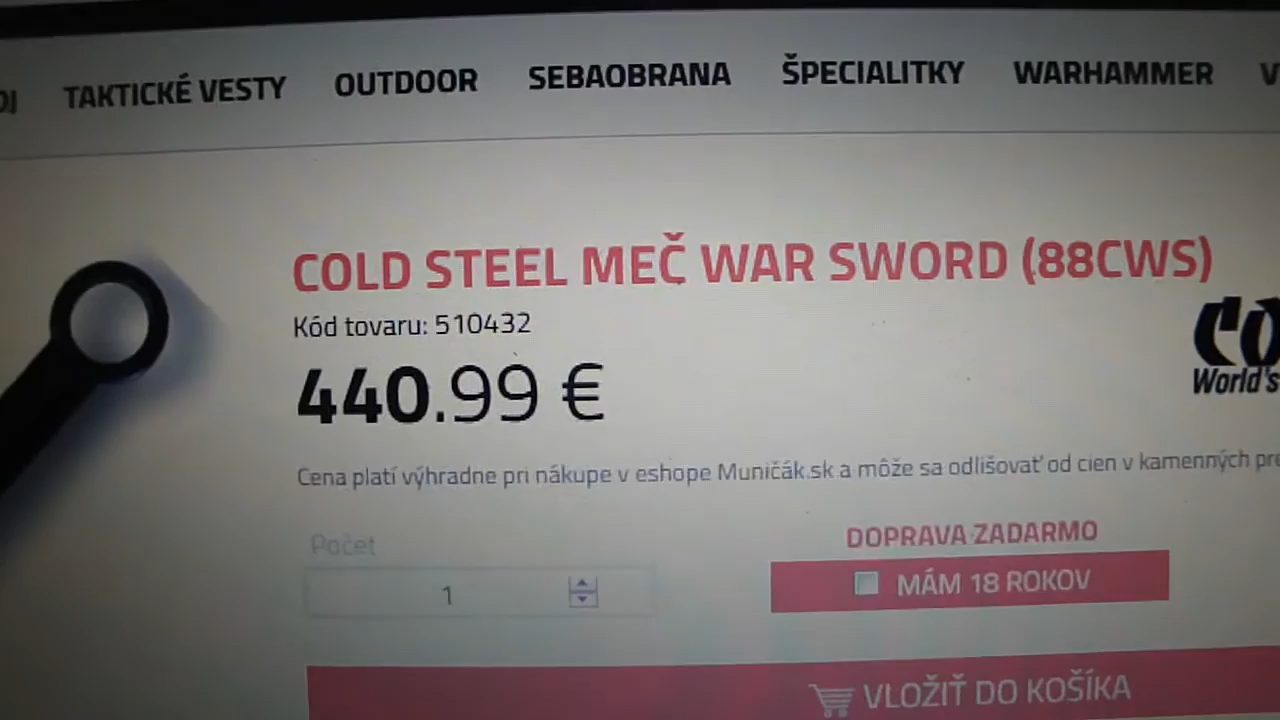 TAKTICKÉ VESTY OUTDOOR SEBAOBRANA ŠPECIALITKY WARHAMMER
COLD STEEL MEČ WAR SWORD (88CWS)
Kód tovaru: 510432
World's
440.99 €
Cena platí výhradne pri nákupe v eshope Muničák.sk a môže sa odlišovať od cien v kamenných
Počet
DOPRAVA ZADARMO
1
MÁM 18 ROKOV
VLOŽIŤ DO KOŠÍKA